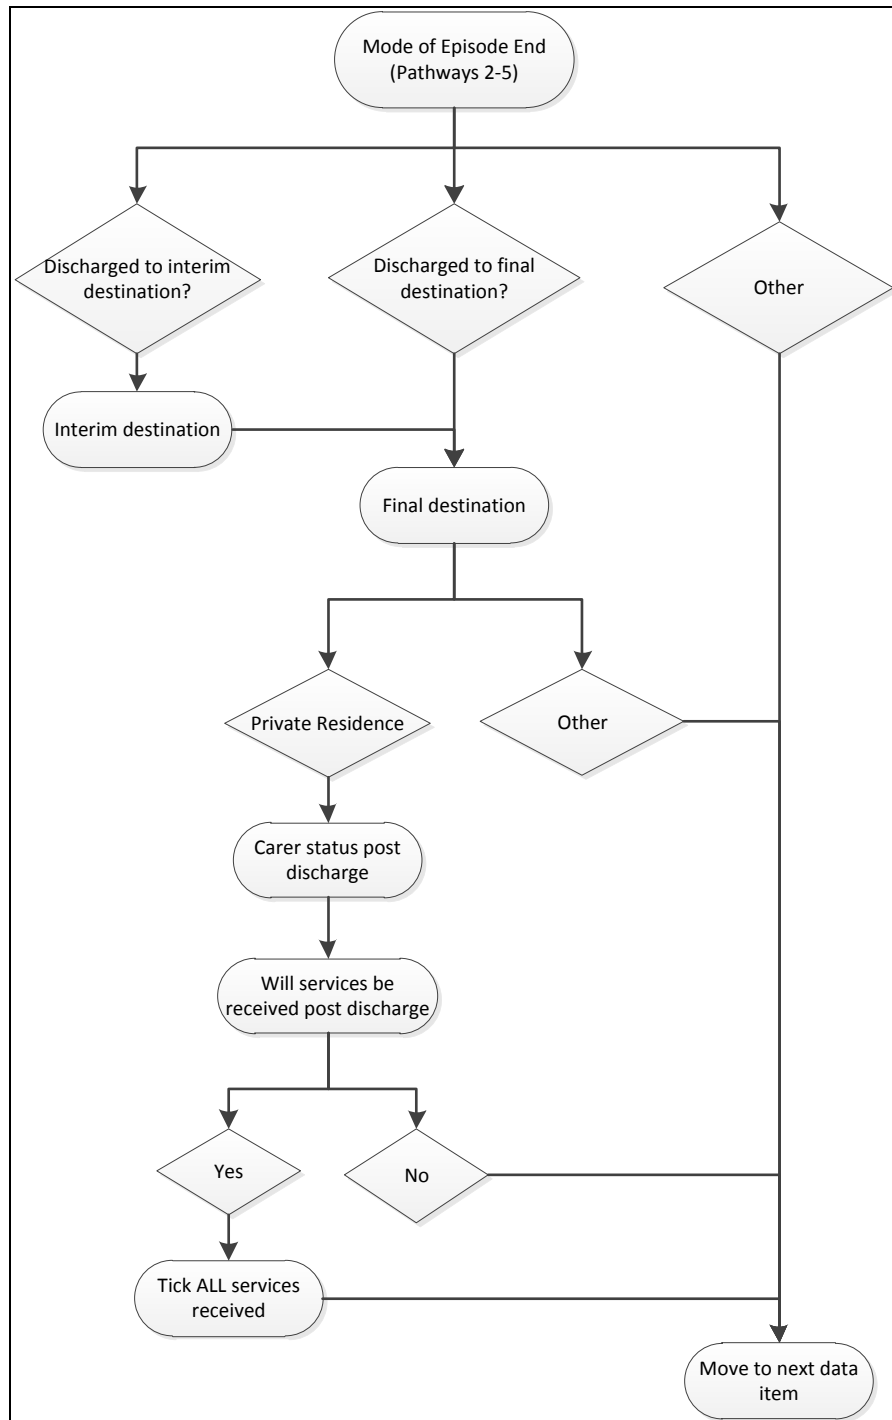 Mode of Episode End
(Pathways 2-5)
Discharged to interim
destination?
Discharged to final
destination?
Other
Interim destination
Final destination
Private Residence
Other
Carer status post
discharge
Will services be
received post discharge
Yes
No
Tick ALL services
received
Move to next data
item